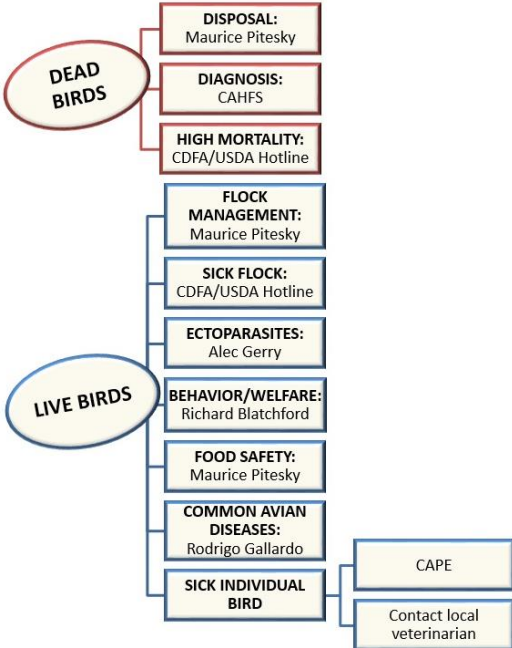 DEAD
BIRDS
DISPOSAL:
Maurice Pitesky
DIAGNOSIS:
CAHFS
HIGH MORTALITY:
CDFA/USDA Hotline
LIVE BIRDS
FLOCK
MANAGEMENT:
Maurice Pitesky
SICK FLOCK:
CDFA/USDA Hotline
ECTOPARASITES:
Alec Gerry
BEHAVIOR/WELFARE:
Richard Blatchford
FOOD SAFETY:
Maurice Pitesky
COMMON AVIAN
DISEASES:
Rodrigo Gallardo
SICK INDIVIDUAL
BIRD
CAPE
Contact local
veterinarian